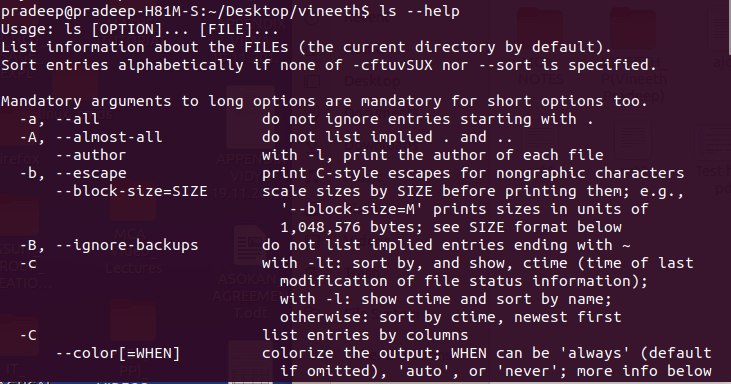 pradeep@pradeep-H81M-S:~/Desktop/vineeth$ ls --help
Usage: ls [OPTION]... [FILE]...
List information about the FILEs (the current directory by default).
Sort entries alphabetically if none of -cftuvSUX nor --sort is specified.

Mandatory arguments to long options are mandatory for short options too.
  -a, --all                  do not ignore entries starting with .
  -A, --almost-all           do not list implied . and ..
      --author               with -l, print the author of each file
  -b, --escape               print C-style escapes for nongraphic characters
      --block-size=SIZE      scale sizes by SIZE before printing them; e.g.,
                               '--block-size=M' prints sizes in units of
                               1,048,576 bytes; see SIZE format below
  -B, --ignore-backups       do not list implied entries ending with ~
  -c                         with -lt: sort by, and show, ctime (time of last
                               modification of file status information);
                               with -l: show ctime and sort by name;
                               otherwise: sort by ctime, newest first
  -C                         list entries by columns
      --color[=WHEN]         colorize the output; WHEN can be 'always' (default
                               if omitted), 'auto', or 'never'; more info below